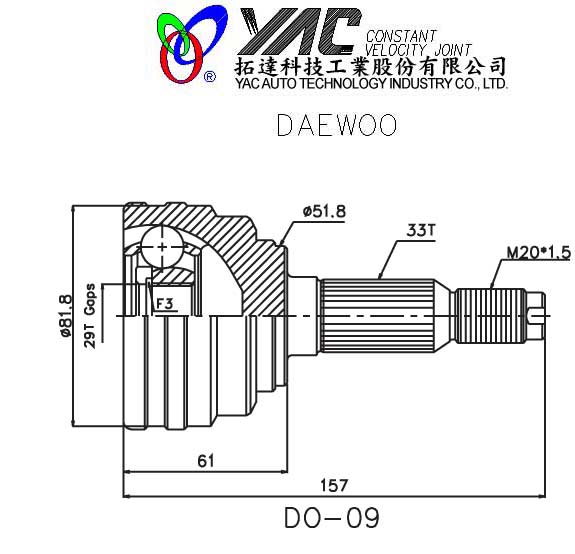 YAC CONSTANT
VELOCITY JOINT
®
拓達科技工業股份有限公司
YAC AUTO TECHNOLOGY INDUSTRY CO., LTD.
DAEWOO
ø51.8
33T
M20*1.5
ø81.8
29T Gaps
F3
61
157
DO-09